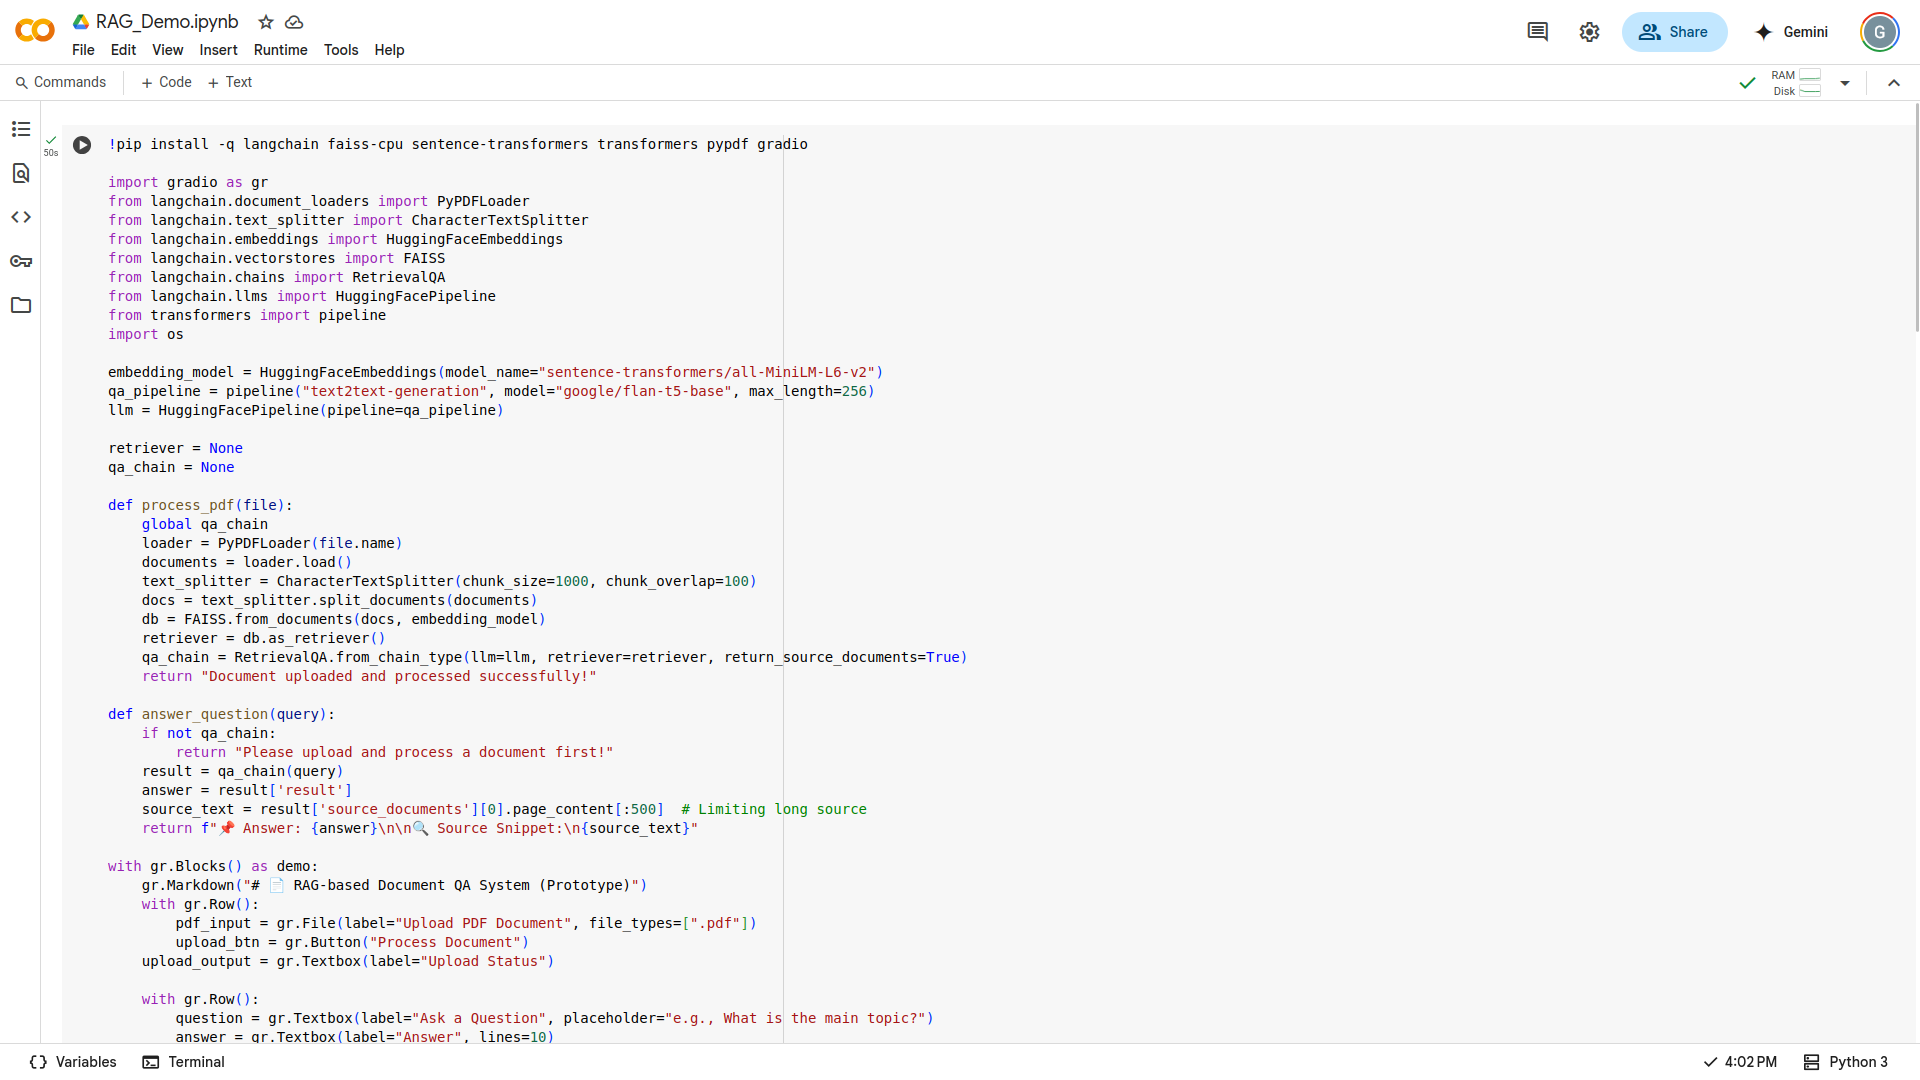 RAG_Demo.ipynb
File Edit View Insert Runtime Tools Help
Share
Gemini
G
Commands + Code + Text
RAM
Disk
50s
!pip install -q langchain faiss-cpu sentence-transformers transformers pypdf gradio
import gradio as gr
from langchain.document_loaders import PyPDFLoader
from langchain.text_splitter import CharacterTextSplitter
from langchain.embeddings import HuggingFaceEmbeddings
from langchain.vectorstores import FAISS
from langchain.chains import RetrievalQA
from langchain.llms import HuggingFacePipeline
from transformers import pipeline
import os
embedding_model = HuggingFaceEmbeddings(model_name="sentence-transformers/all-MiniLM-L6-v2")
qa_pipeline = pipeline("text2text-generation", model="google/flan-t5-base", max_length=256)
llm = HuggingFacePipeline(pipeline=qa_pipeline)
retriever = None
qa_chain = None
def process_pdf(file):
    global qa_chain
    loader = PyPDFLoader(file.name)
    documents = loader.load()
    text_splitter = CharacterTextSplitter(chunk_size=1000, chunk_overlap=100)
    docs = text_splitter.split_documents(documents)
    db = FAISS.from_documents(docs, embedding_model)
    retriever = db.as_retriever()
    qa_chain = RetrievalQA.from_chain_type(llm=llm, retriever=retriever, return_source_documents=True)
    return "Document uploaded and processed successfully!"
def answer_question(query):
    if not qa_chain:
        return "Please upload and process a document first!"
    result = qa_chain(query)
    answer = result['result']
    source_text = result['source_documents'][0].page_content[:500]  # Limiting long source
    return f"📌 Answer: {answer}\n\n🔍 Source Snippet:\n{source_text}"
with gr.Blocks() as demo:
    gr.Markdown("# 📄 RAG-based Document QA System (Prototype)")
    with gr.Row():
        pdf_input = gr.File(label="Upload PDF Document", file_types=[".pdf"])
        upload_btn = gr.Button("Process Document")
    upload_output = gr.Textbox(label="Upload Status")
    with gr.Row():
        question = gr.Textbox(label="Ask a Question", placeholder="e.g., What is the main topic?")
        answer = gr.Textbox(label="Answer", lines=10)
Variables Terminal
4:02 PM Python 3